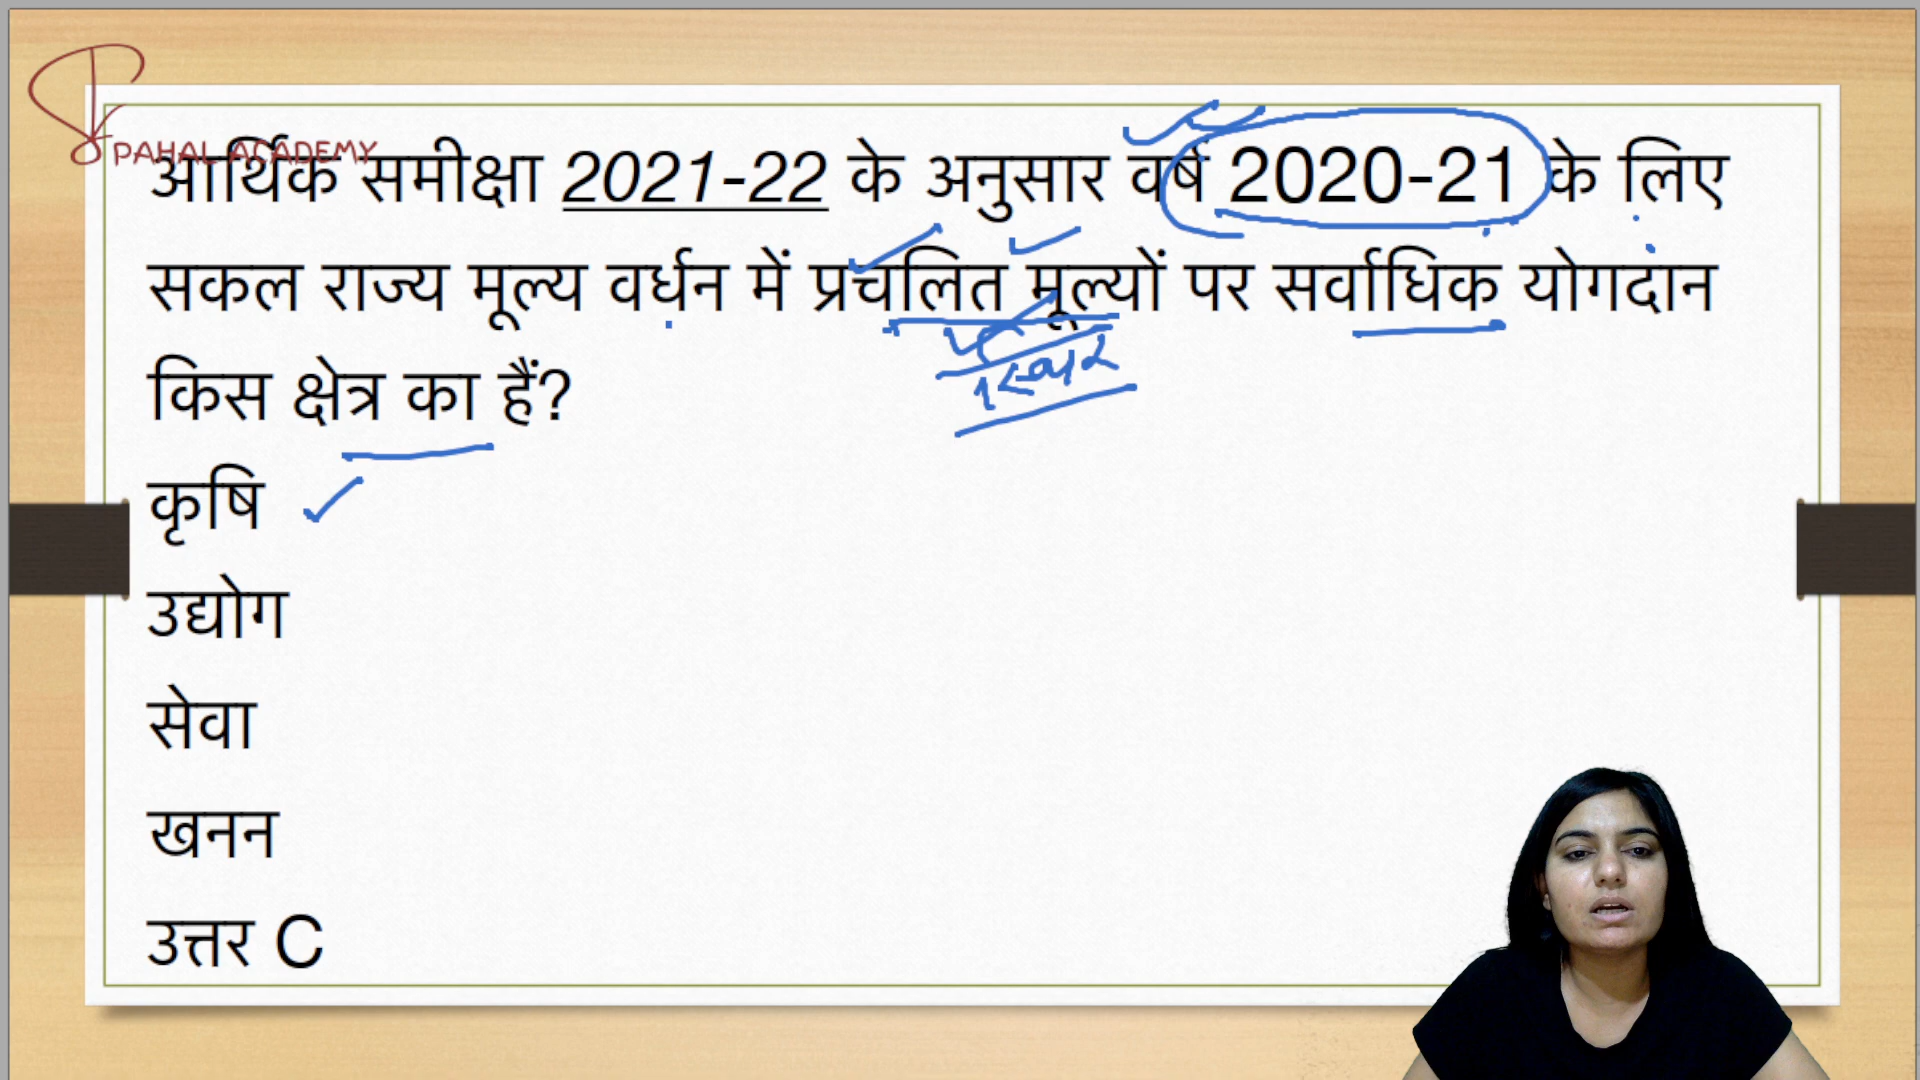 PAHAL ACADEMY
आर्थिक समीक्षा 2021-22 के अनुसार वर्ष 2020-21 के लिए
सकल राज्य मूल्य वर्धन में प्रचलित मूल्यों पर सर्वाधिक योगदान
किस क्षेत्र का हैं?
कृषि
उद्योग
सेवा
खनन
उत्तर C